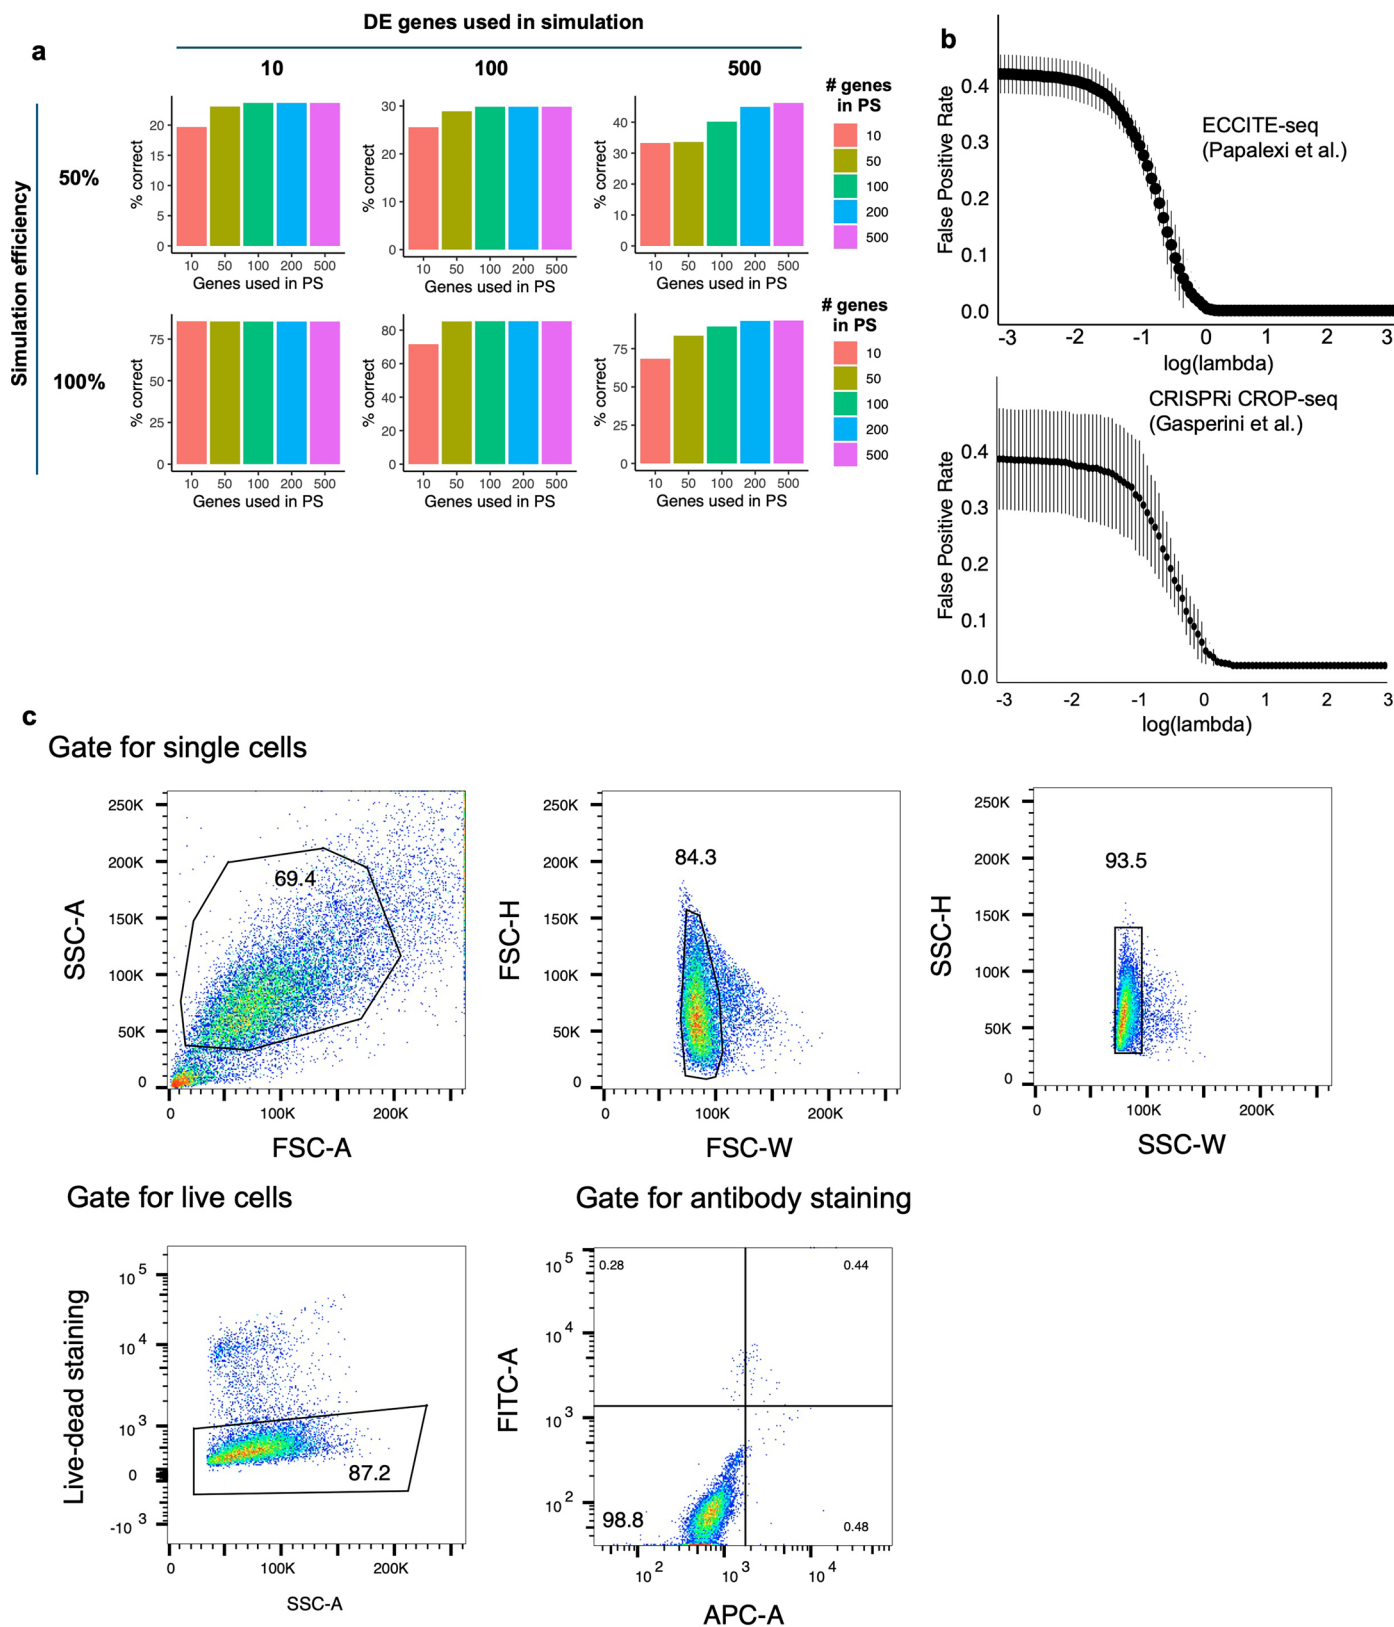 DE genes used in simulation
a
10
100
500
Simulation efficiency
50%
100%
% correct
20
15
10
5
0
10 50 100 200 500
Genes used in PS
% correct
30
20
10
0
10 50 100 200 500
Genes used in PS
% correct
40
30
40
10
0
10 50 100 200 500
Genes used in PS
# genes
in PS
10
50
100
200
500
% correct
75
50
25
0
10 50 100 200 500
Genes used in PS
% correct
80
60
40
20
0
10 50 100 200 500
Genes used in PS
% correct
75
50
25
0
10 50 100 200 500
Genes used in PS
# genes
in PS
10
50
100
200
500
b
False Positive Rate
0.4
0.3
0.2
0.1
0.0
ECCITE-seq
(Papalexi et al.)
-3 -2 -1 0 1 2 3
log(lambda)
CRISPRi CROP-seq
(Gasperini et al.)
False Positive Rate
0.4
0.3
0.2
0.1
0.0
-3 -2 -1 0 1 2 3
log(lambda)
c
Gate for single cells
SSC-A
250K
200K
150K
100K
50K
0
69.4
0 100K 200K
FSC-A
FSC-H
250K
200K
150K
100K
50K
0
84.3
0 100K 200K
FSC-W
SSC-H
250K
200K
150K
100K
50K
0
93.5
0 100K 200K
SSC-W
Gate for live cells
Live-dead staining
10 5
10 4
10 3
0
-10 3
87.2
0 100K 200K
SSC-A
Gate for antibody staining
FITC-A
10 5
10 4
10 3
10 2
0.28
0.44
98.8
0.48
10 2 10 3 10 4
APC-A